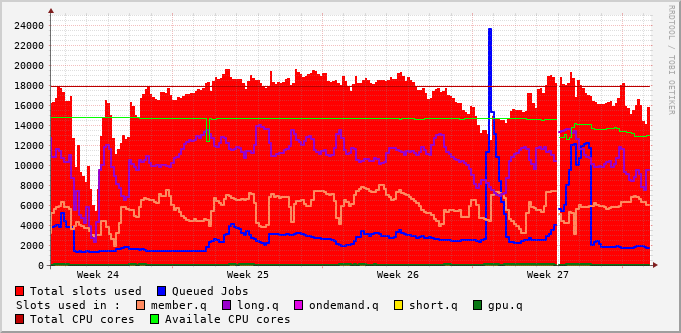 RRDTOOL / TOBI OETIKER
24000
22000
20000
18000
16000
14000
12000
10000
8000
6000
4000
2000
0
Week 24 Week 25 Week 26 Week 27
Total slots used Queued Jobs
Slots used in : member.q long.q ondemand.q short.q gpu.q
Total CPU cores Availale CPU cores